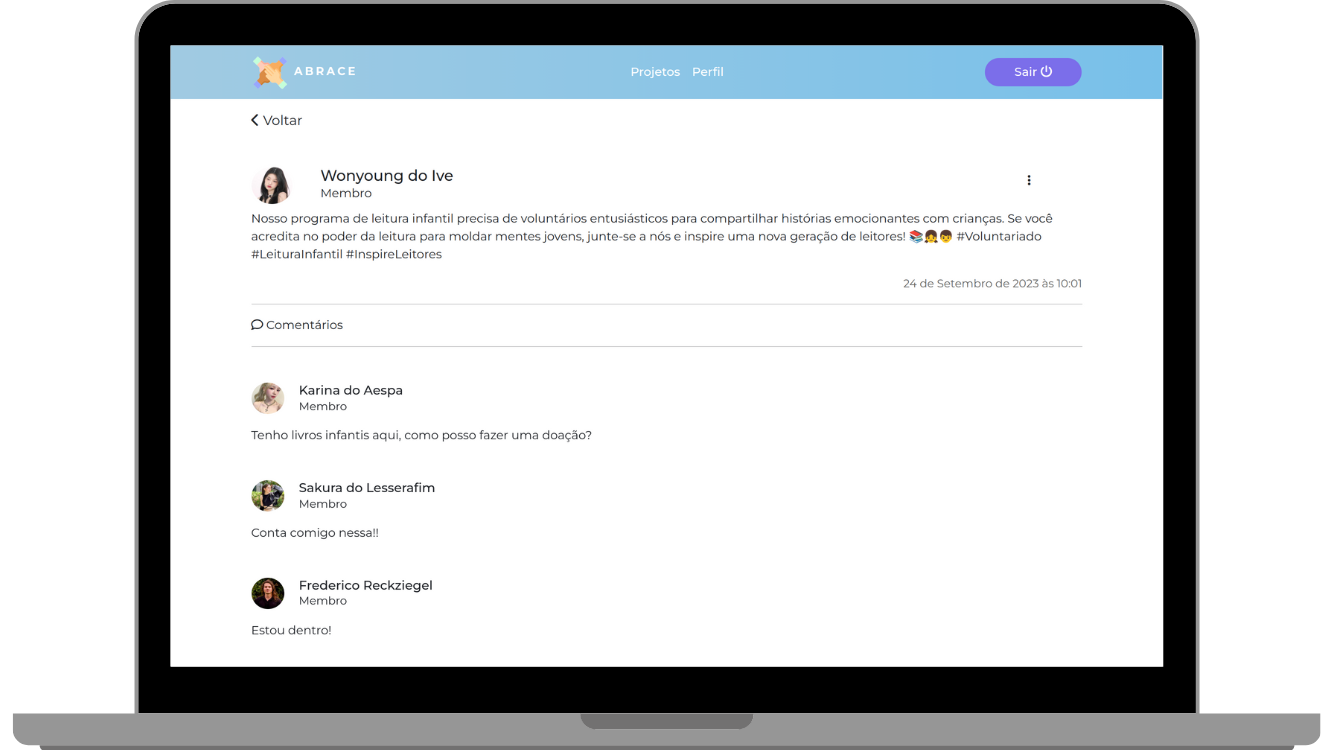 ABRACE
Projetos Perfil
Sair
Voltar
Wonyoung do Ive
Membro
Nosso programa de leitura infantil precisa de voluntários entusiásticos para compartilhar histórias emocionantes com crianças. Se você
acredita no poder da leitura para moldar mentes jovens, junte-se a nós e inspire uma nova geração de leitores! 📚👧👦 #Voluntariado
#LeituraInfantil #InspireLeitores
24 de Setembro de 2023 às 10:01
Comentários
Karina do Aespa
Membro
Tenho livros infantis aqui, como posso fazer uma doação?
Sakura do Lesserafim
Membro
Conta comigo nessa!!
Frederico Reckziegel
Membro
Estou dentro!